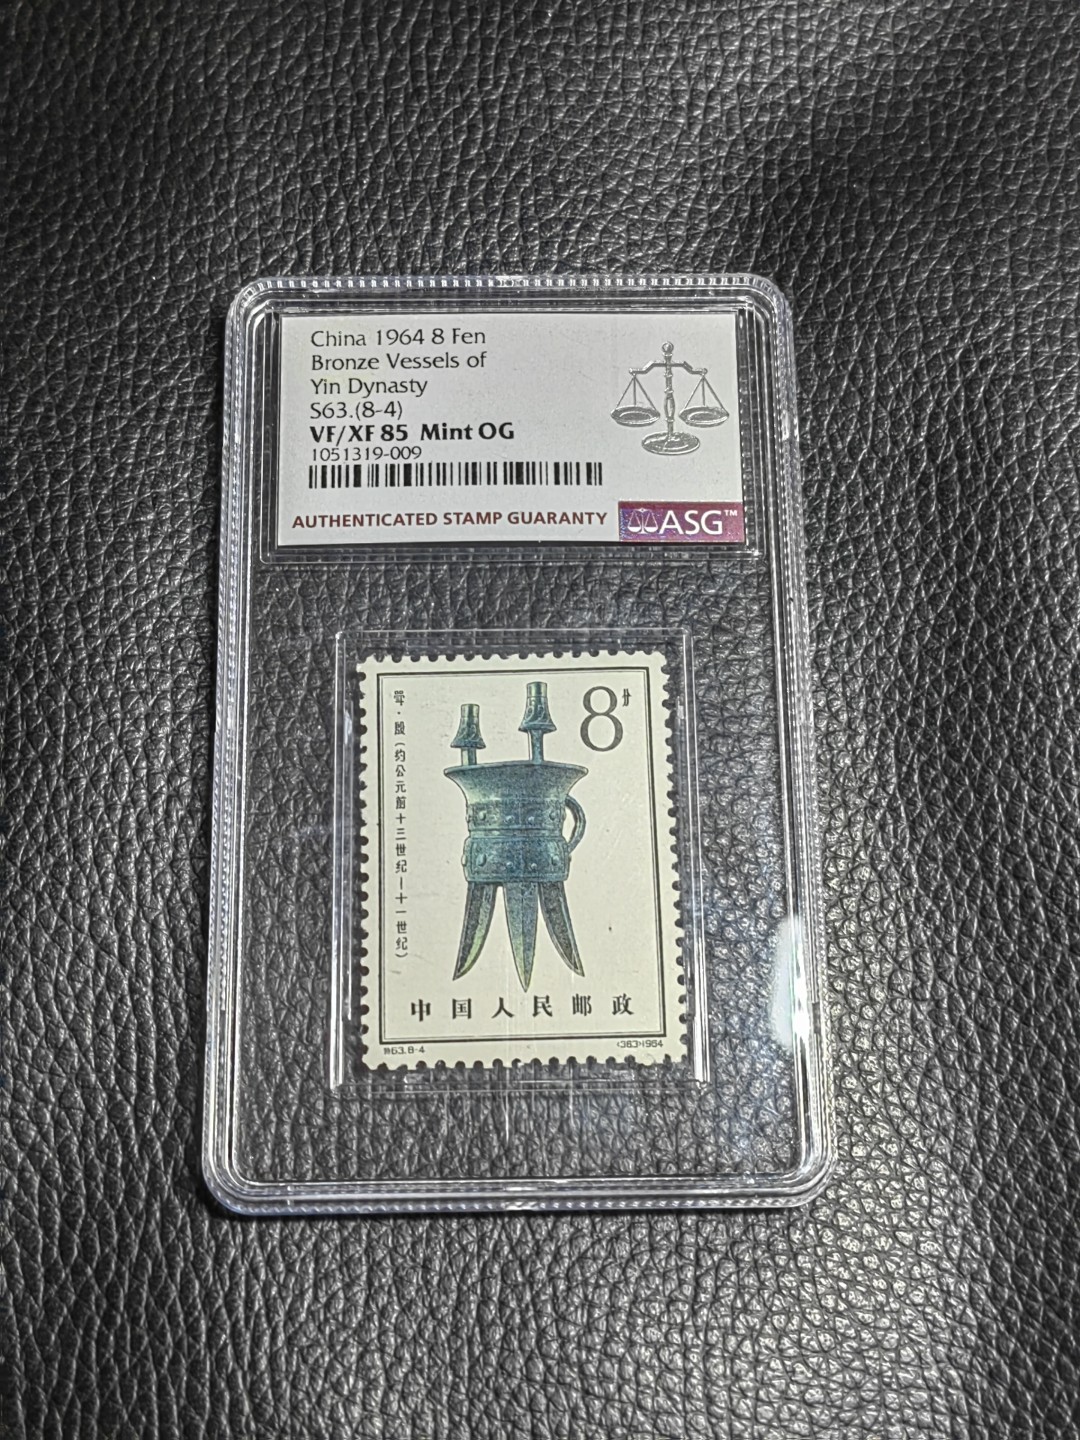 China 1964 8 Fen
Bronze Vessels of
Yin Dynasty
S63.(8-4)
VF/XF 85 Mint OG
1051319-009
AUTHENTICATED STAMP GUARANTY
ASG™
8分
斝·殷(约公元前十三世纪—十一世纪)
中国人民邮政
特63.8-4
(363)1964